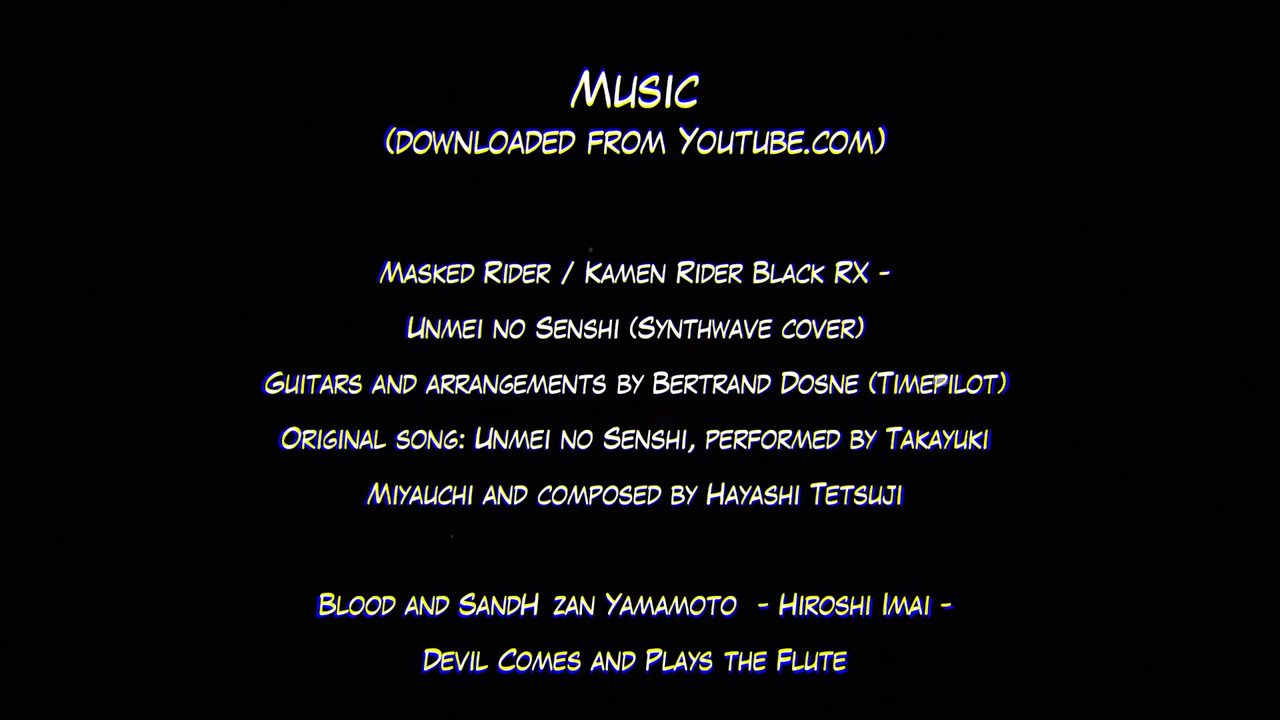 Music
(downloaded from Youtube.com)
Masked Rider / Kamen Rider Black RX -
Unmei no Senshi (Synthwave cover)
Guitars and arrangements by Bertrand Dosne (Timepilot)
Original song: Unmei no Senshi, performed by Takayuki
Miyauchi and composed by Hayashi Tetsuji
Blood and SandH zan Yamamoto - Hiroshi Imai -
Devil Comes and Plays the Flute